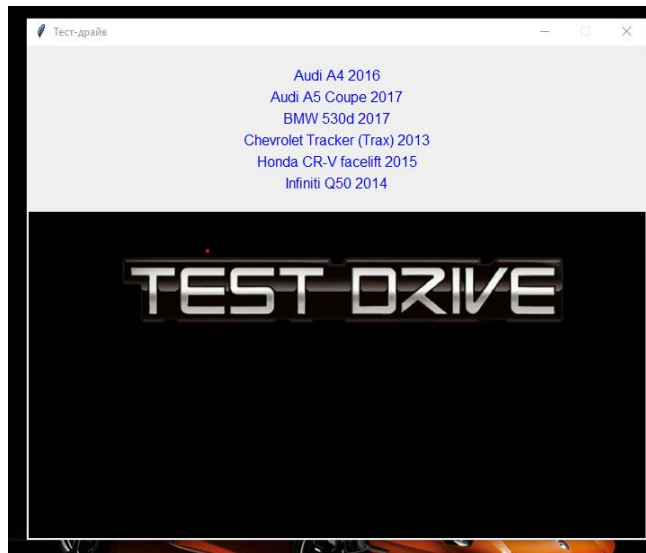 Тест-драйв
Audi A4 2016
Audi A5 Coupe 2017
BMW 530d 2017
Chevrolet Tracker (Trax) 2013
Honda CR-V facelift 2015
Infiniti Q50 2014
TEST DRIVE